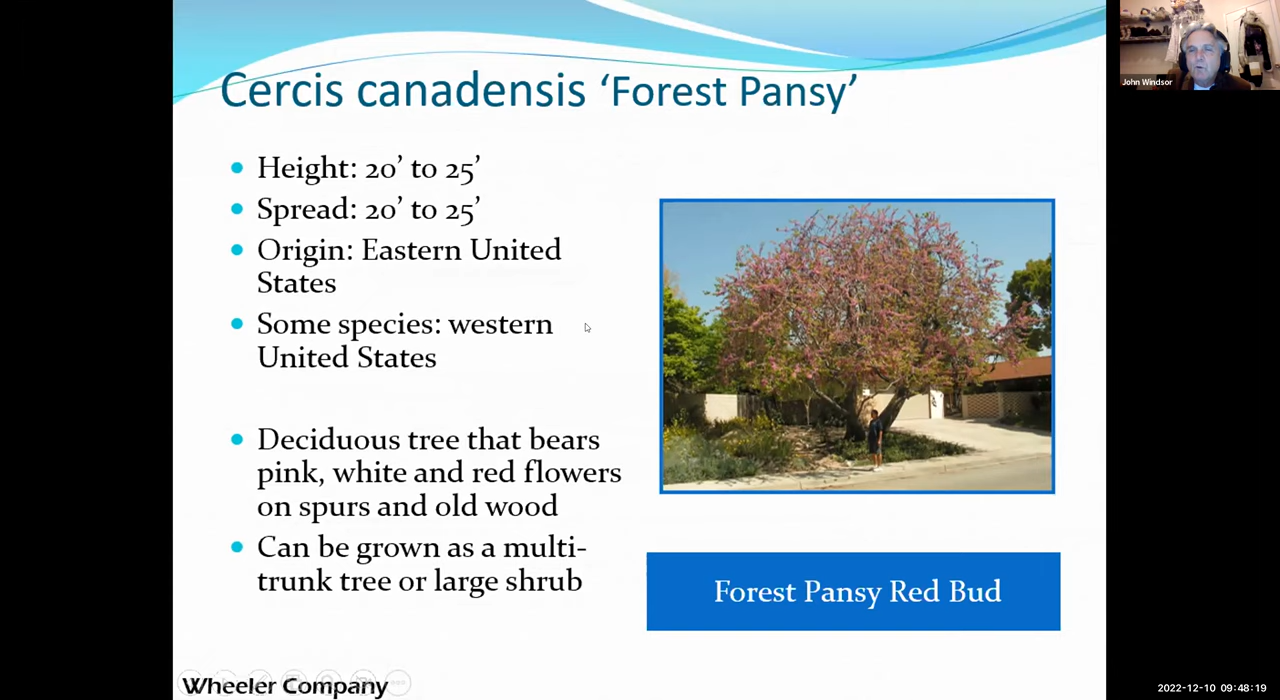 Cercis canadensis ‘Forest Pansy’
Height: 20’ to 25’
Spread: 20’ to 25’
Origin: Eastern United
States
Some species: western
United States
Deciduous tree that bears
pink, white and red flowers
on spurs and old wood
Can be grown as a multi-
trunk tree or large shrub
Forest Pansy Red Bud
Wheeler Company
John Windsor
2022-12-10 09:48:19